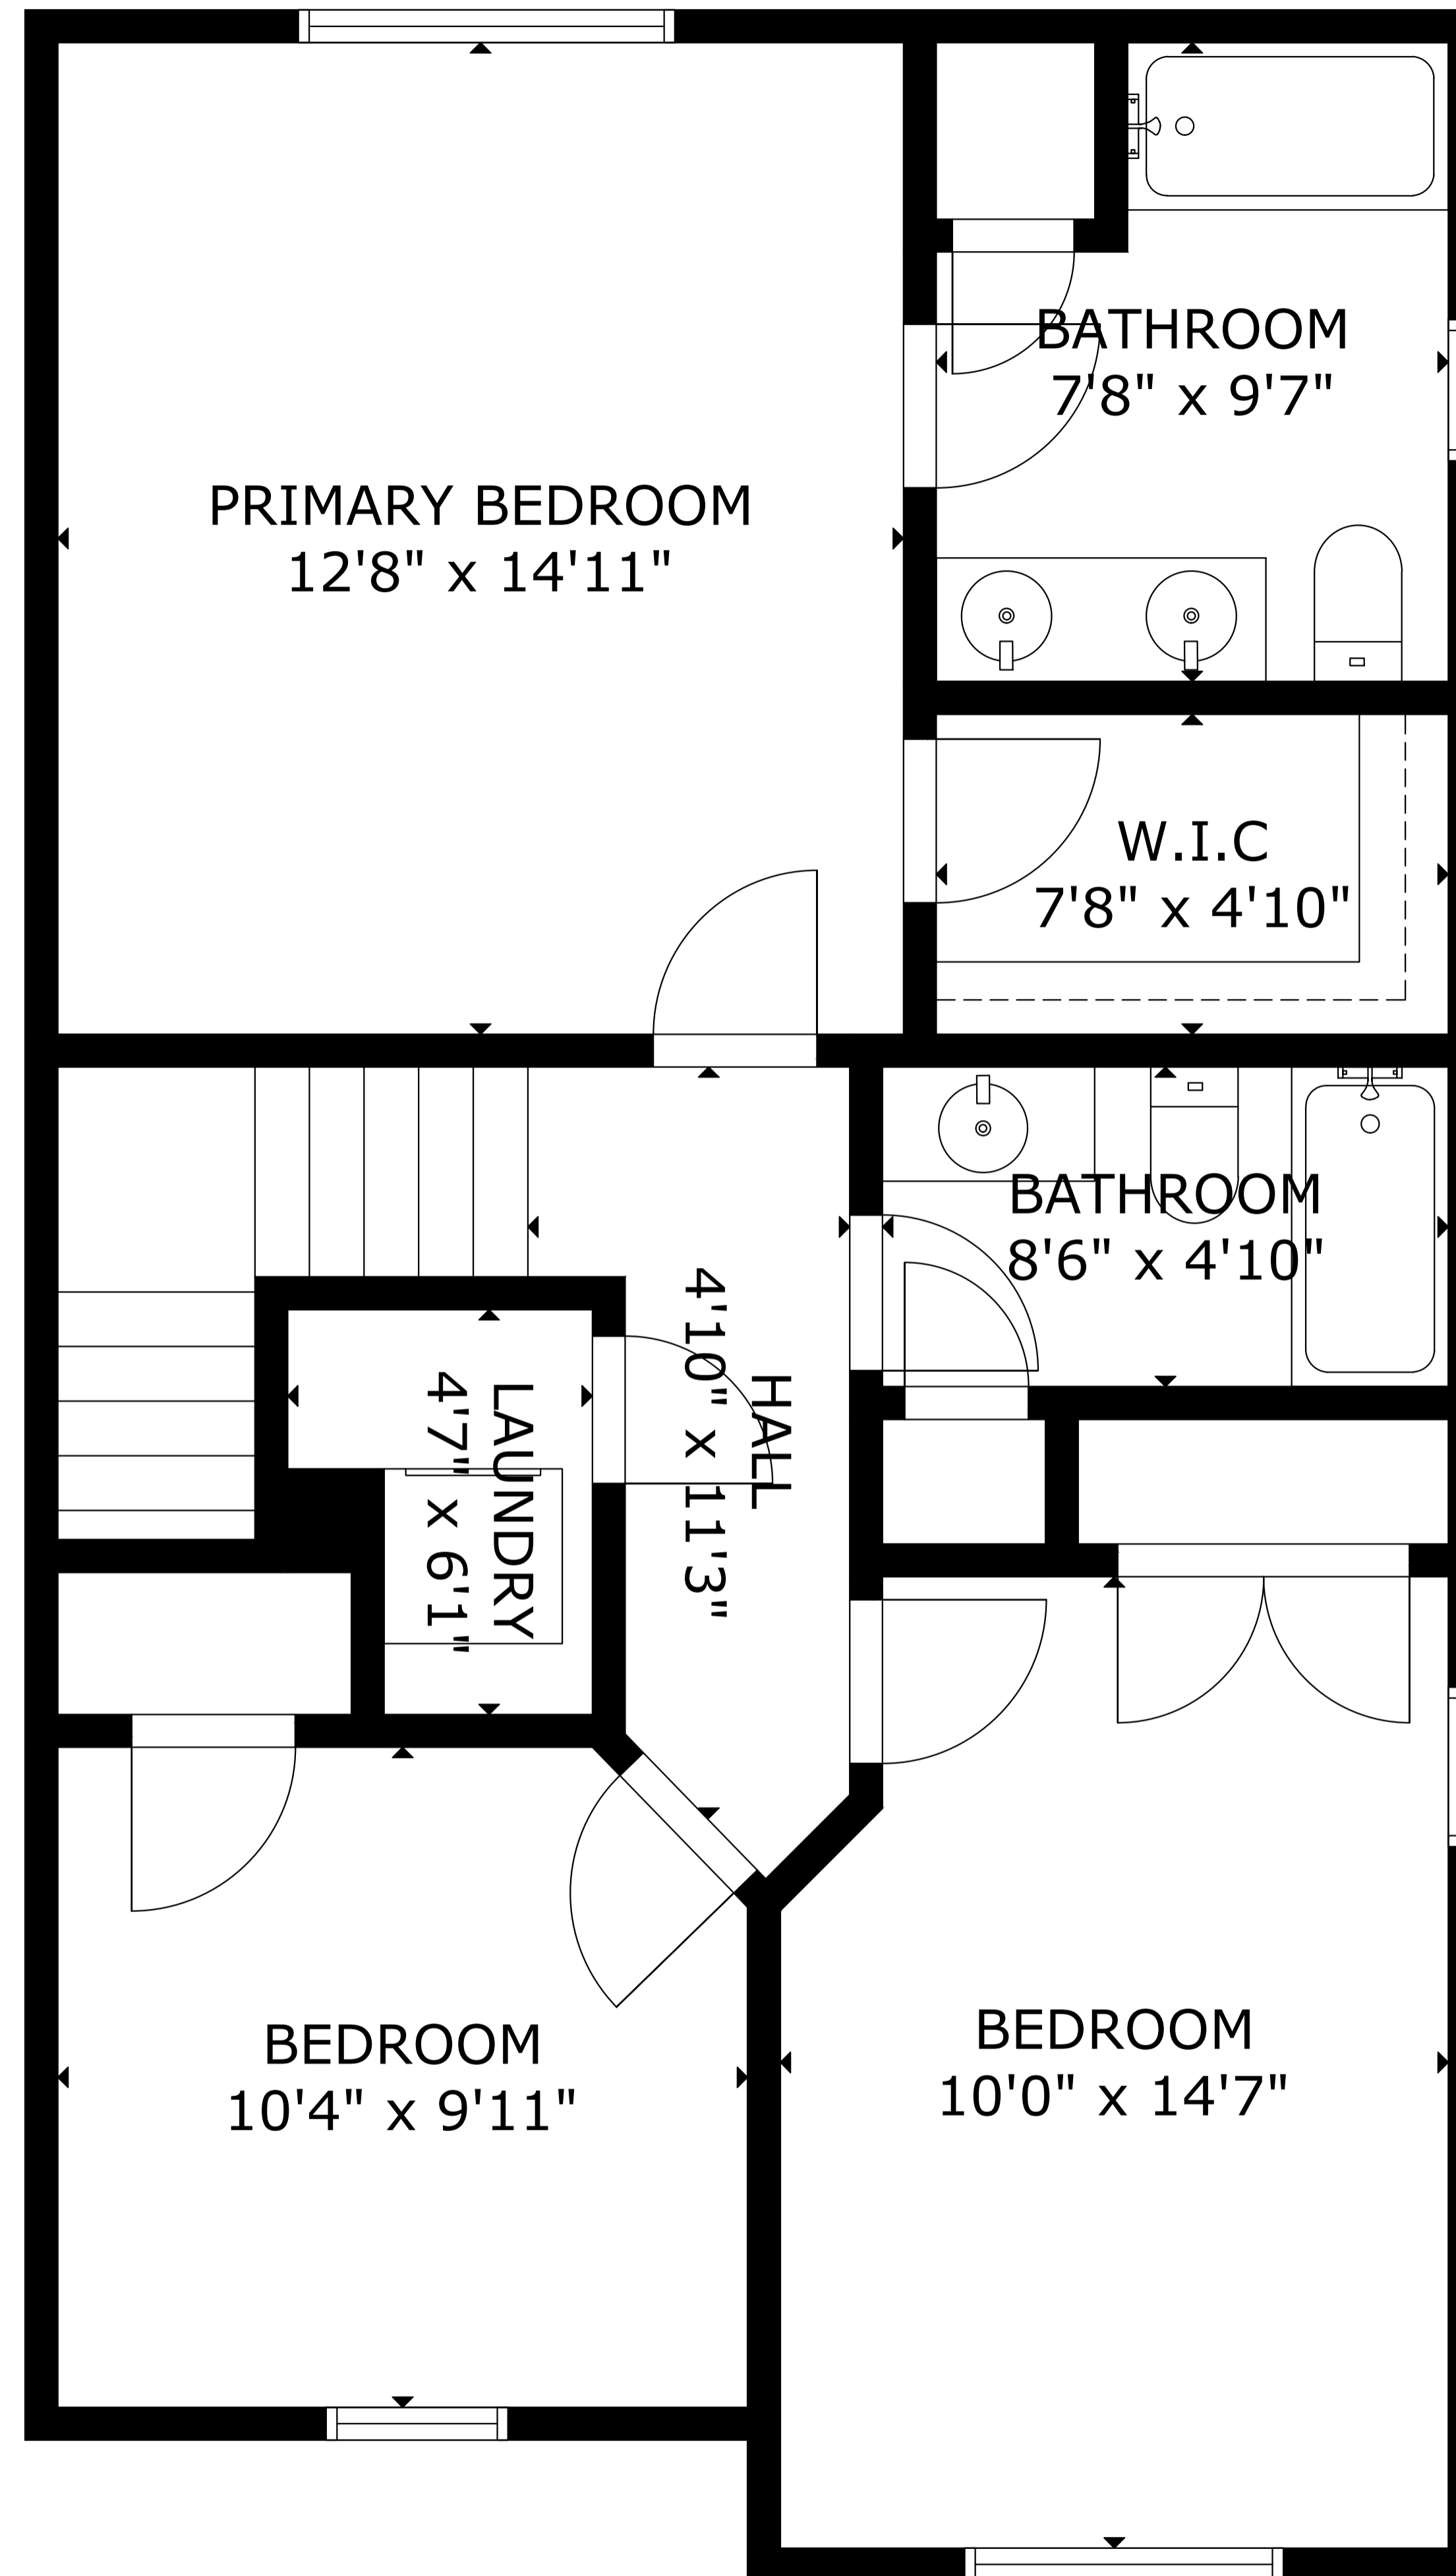 BATHROOM
7'8" x 9'7"
PRIMARY BEDROOM
12'8" x 14'11"
W.I.C
7'8" x 4'10"
BATHROOM
8'6" x 4'10"
HALL
4'10" x 11'3"
LAUNDRY
4'7" x 6'1"
BEDROOM
10'4" x 9'11"
BEDROOM
10'0" x 14'7"